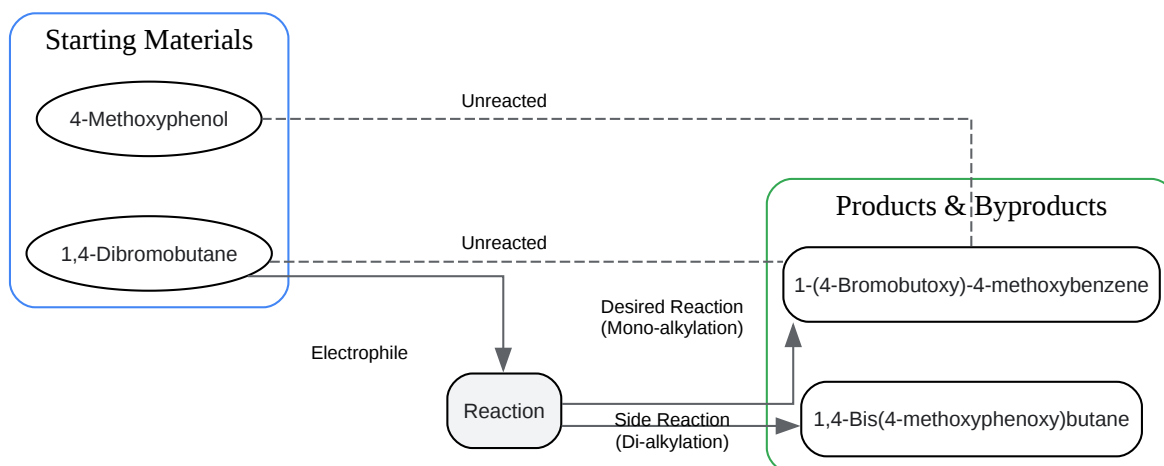 Starting Materials
4-Methoxyphenol
Unreacted
Products & Byproducts
1,4-Dibromobutane
Unreacted
1-(4-Bromobutoxy)-4-methoxybenzene
Desired Reaction
(Mono-alkylation)
Electrophile
Reaction
Side Reaction
(Di-alkylation)
1,4-Bis(4-methoxyphenoxy)butane